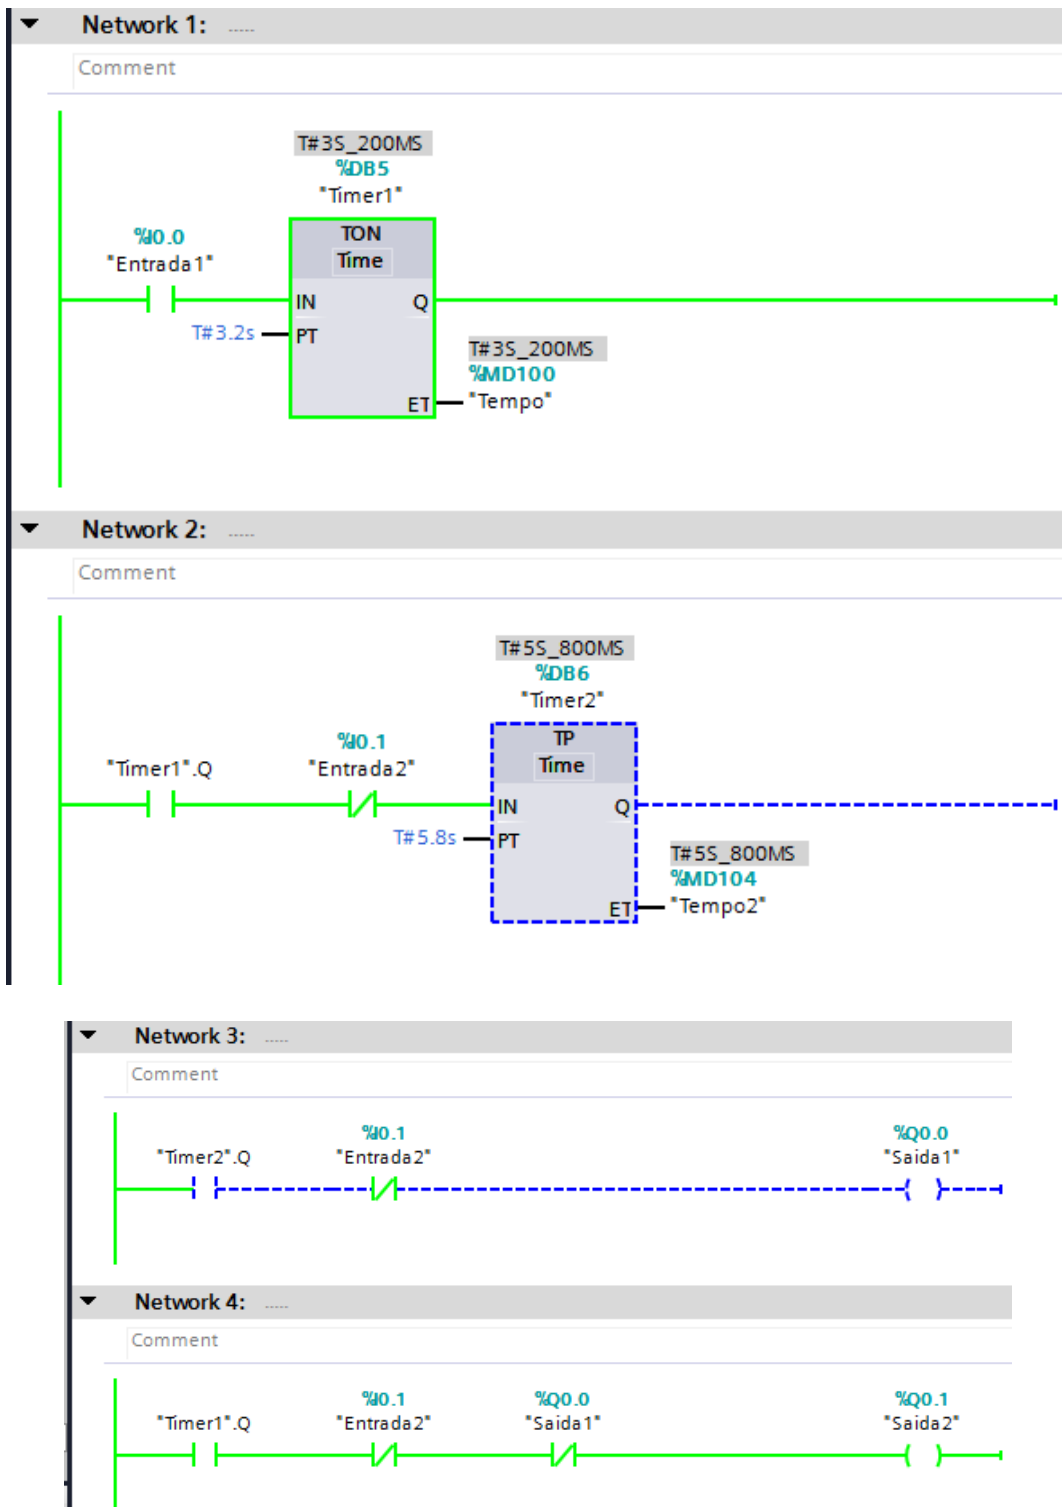 Network 1: .....
Comment
T#3S_200MS
%DB5
"Timer1"
%I0.0
"Entrada1"
TON
Time
IN Q
T#3.2s PT
T#3S_200MS
%MD100
ET "Tempo"
Network 2: .....
Comment
T#5S_800MS
%DB6
"Timer2"
"Timer1".Q
%I0.1
"Entrada2"
TP
Time
IN Q
T#5.8s PT
T#5S_800MS
%MD104
ET "Tempo2"
Network 3: .....
Comment
"Timer2".Q
%I0.1
"Entrada2"
%Q0.0
"Saida1"
Network 4: .....
Comment
"Timer1".Q
%I0.1
"Entrada2"
%Q0.0
"Saida1"
%Q0.1
"Saida2"